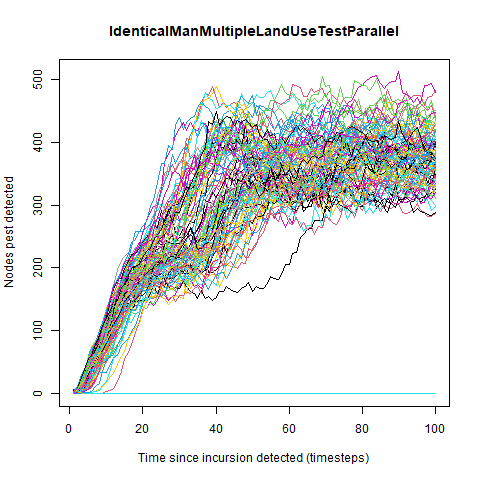 IdenticalManMultipleLandUseTestParallel
Nodes pest detected
500
400
300
200
100
0
0 20 40 60 80 100
Time since incursion detected (timesteps)